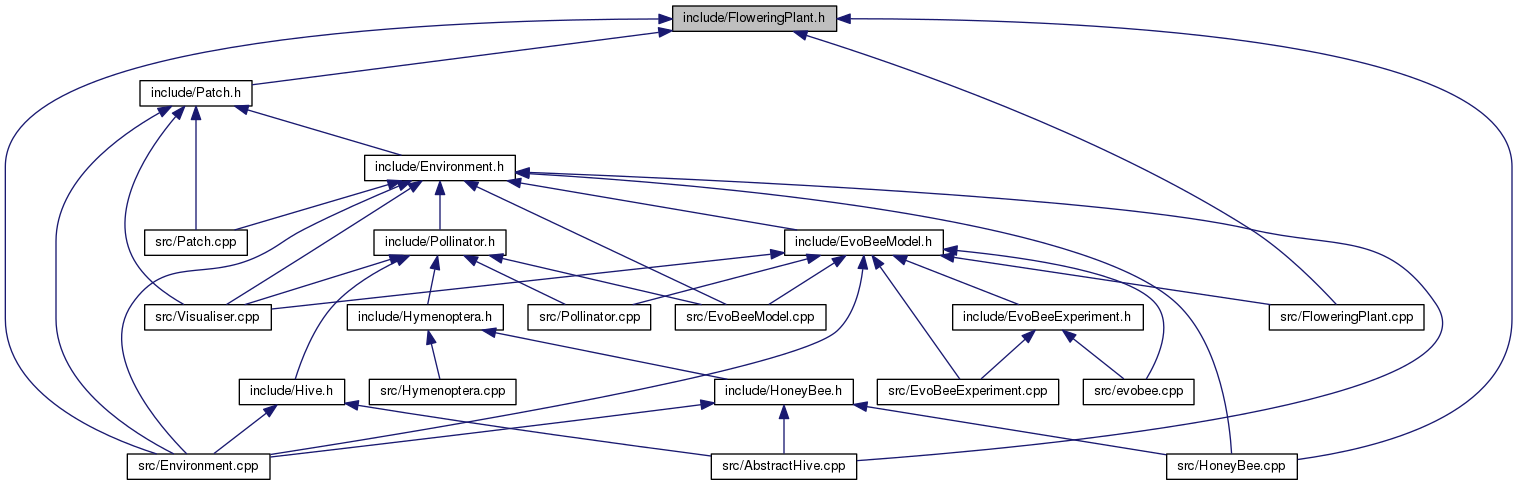 include/FloweringPlant.h
include/Patch.h
include/Environment.h
src/Patch.cpp
include/Pollinator.h
include/EvoBeeModel.h
src/Visualiser.cpp
include/Hymenoptera.h
src/Pollinator.cpp
src/EvoBeeModel.cpp
include/EvoBeeExperiment.h
src/FloweringPlant.cpp
include/Hive.h
src/Hymenoptera.cpp
include/HoneyBee.h
src/EvoBeeExperiment.cpp
src/evobee.cpp
src/Environment.cpp
src/AbstractHive.cpp
src/HoneyBee.cpp